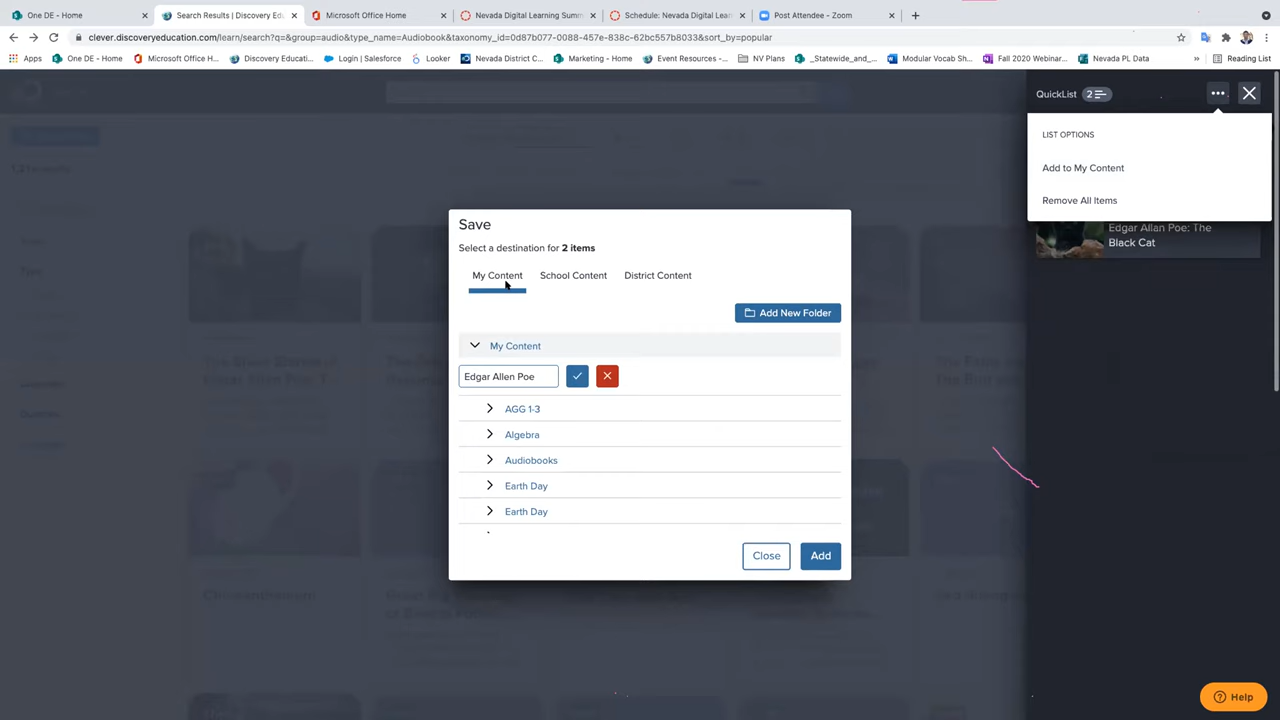 One DE - Home
Search Results | Discovery Edu
Microsoft Office Home
Nevada Digital Learning Summ
Schedule: Nevada Digital Lear
Post Attendee - Zoom
clever.discoveryeducation.com/learn/search?q=&group=audio&type_name=Audiobook&taxonomy_id=0d87b077-0088-457e-838c-62bc557b8033&sort_by=popular
Apps
One DE - Home
Microsoft Office H...
Discovery Educati...
Login | Salesforce
Looker
Nevada District C...
Marketing - Home
Event Resources -...
NV Plans
_Statewide_and_...
Modular Vocab Sh...
Fall 2020 Webinar...
Nevada PL Data
»
Reading List
QuickList 2
LIST OPTIONS
Add to My Content
Remove All Items
Edgar Allan Poe: The
Black Cat
Save
Select a destination for 2 items
My Content
School Content
District Content
Add New Folder
My Content
Edgar Allen Poe
AGG 1-3
Algebra
Audiobooks
Earth Day
Earth Day
Close
Add
Help